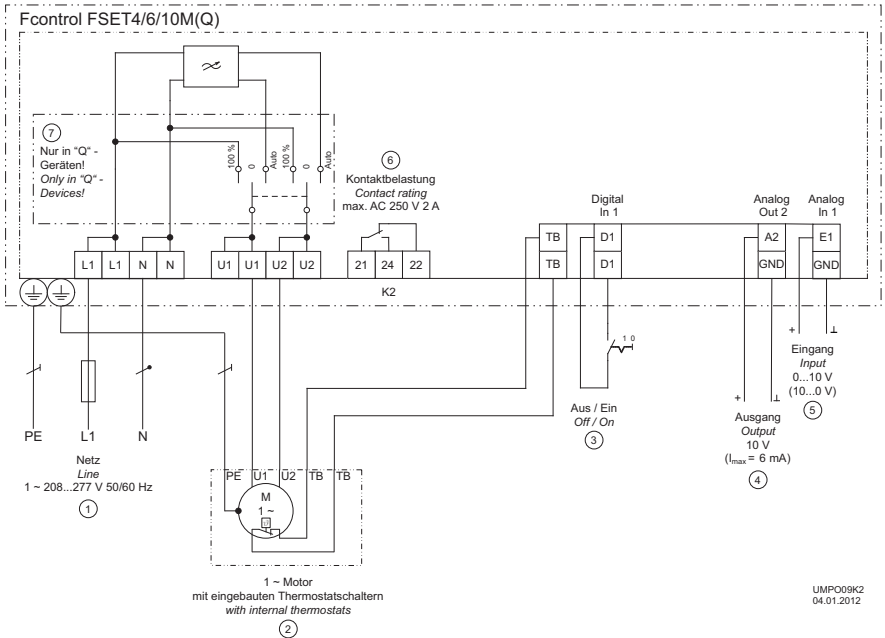 Fcontrol FSET4/6/10M(Q)
7
Nur in "Q" -
Geräten!
Only in "Q" -
Devices!
100 %
0
Auto
100 %
0
Auto
6
Kontaktbelastung
Contact rating
max. AC 250 V 2 A
Digital
In 1
Analog
Out 2
Analog
In 1
L1 L1 N N
U1 U1 U2 U2
21 24 22
K2
TB
TB
D1
D1
A2
GND
E1
GND
1 0
Aus / Ein
Off / On
3
+ ⊥
Eingang
Input
0...10 V
(10...0 V)
5
+ ⊥
Ausgang
Output
10 V
(Imax = 6 mA)
4
PE L1 N
Netz
Line
1 ~ 208...277 V 50/60 Hz
1
PE U1 U2 TB TB
M
1 ~
1 ~ Motor
mit eingebauten Thermostatschaltern
with internal thermostats
2
UMPO09K2
04.01.2012